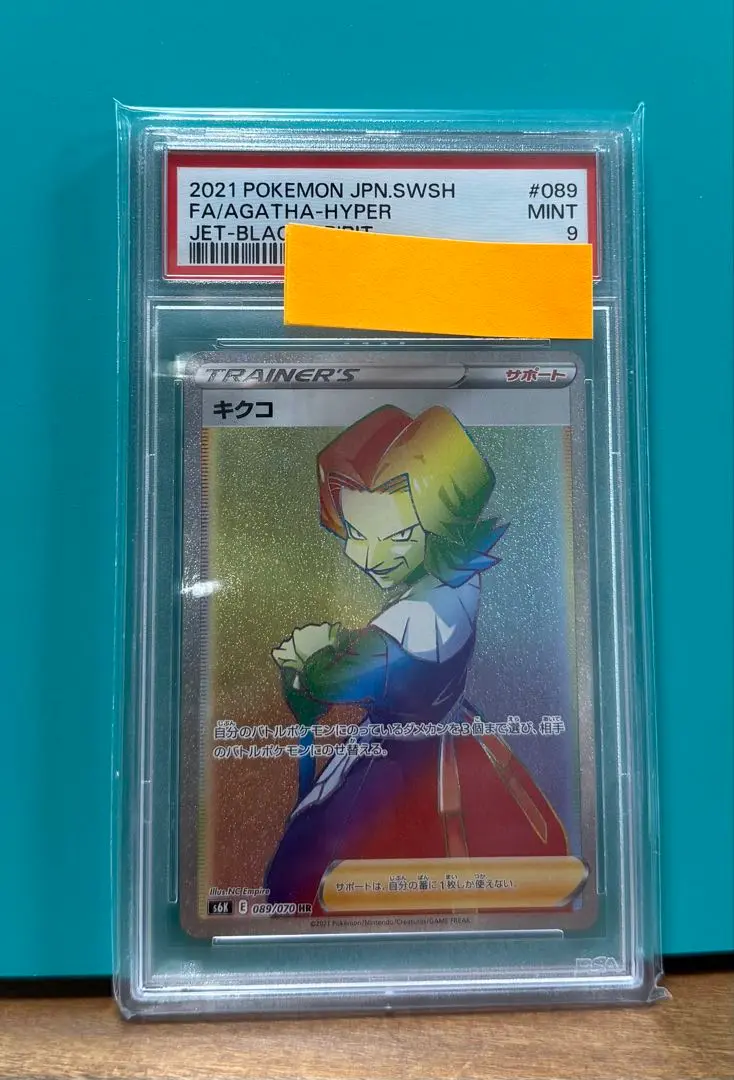 2021 POKEMON JPN.SWSH #089
FA/AGATHA-HYPER MINT
JET-BLAC 9
TRAINER'S サポート
キクコ
自分のバトルポケモンにのっているダメカンを3個まで選び、相手
のバトルポケモンにのせ替える。
サポートは、自分の番に1枚しか使えない。
Illus. NC Empire
s6K E 089/070 HR
©2021 Pokémon/Nintendo/Creatures/GAME FREAK
PSA